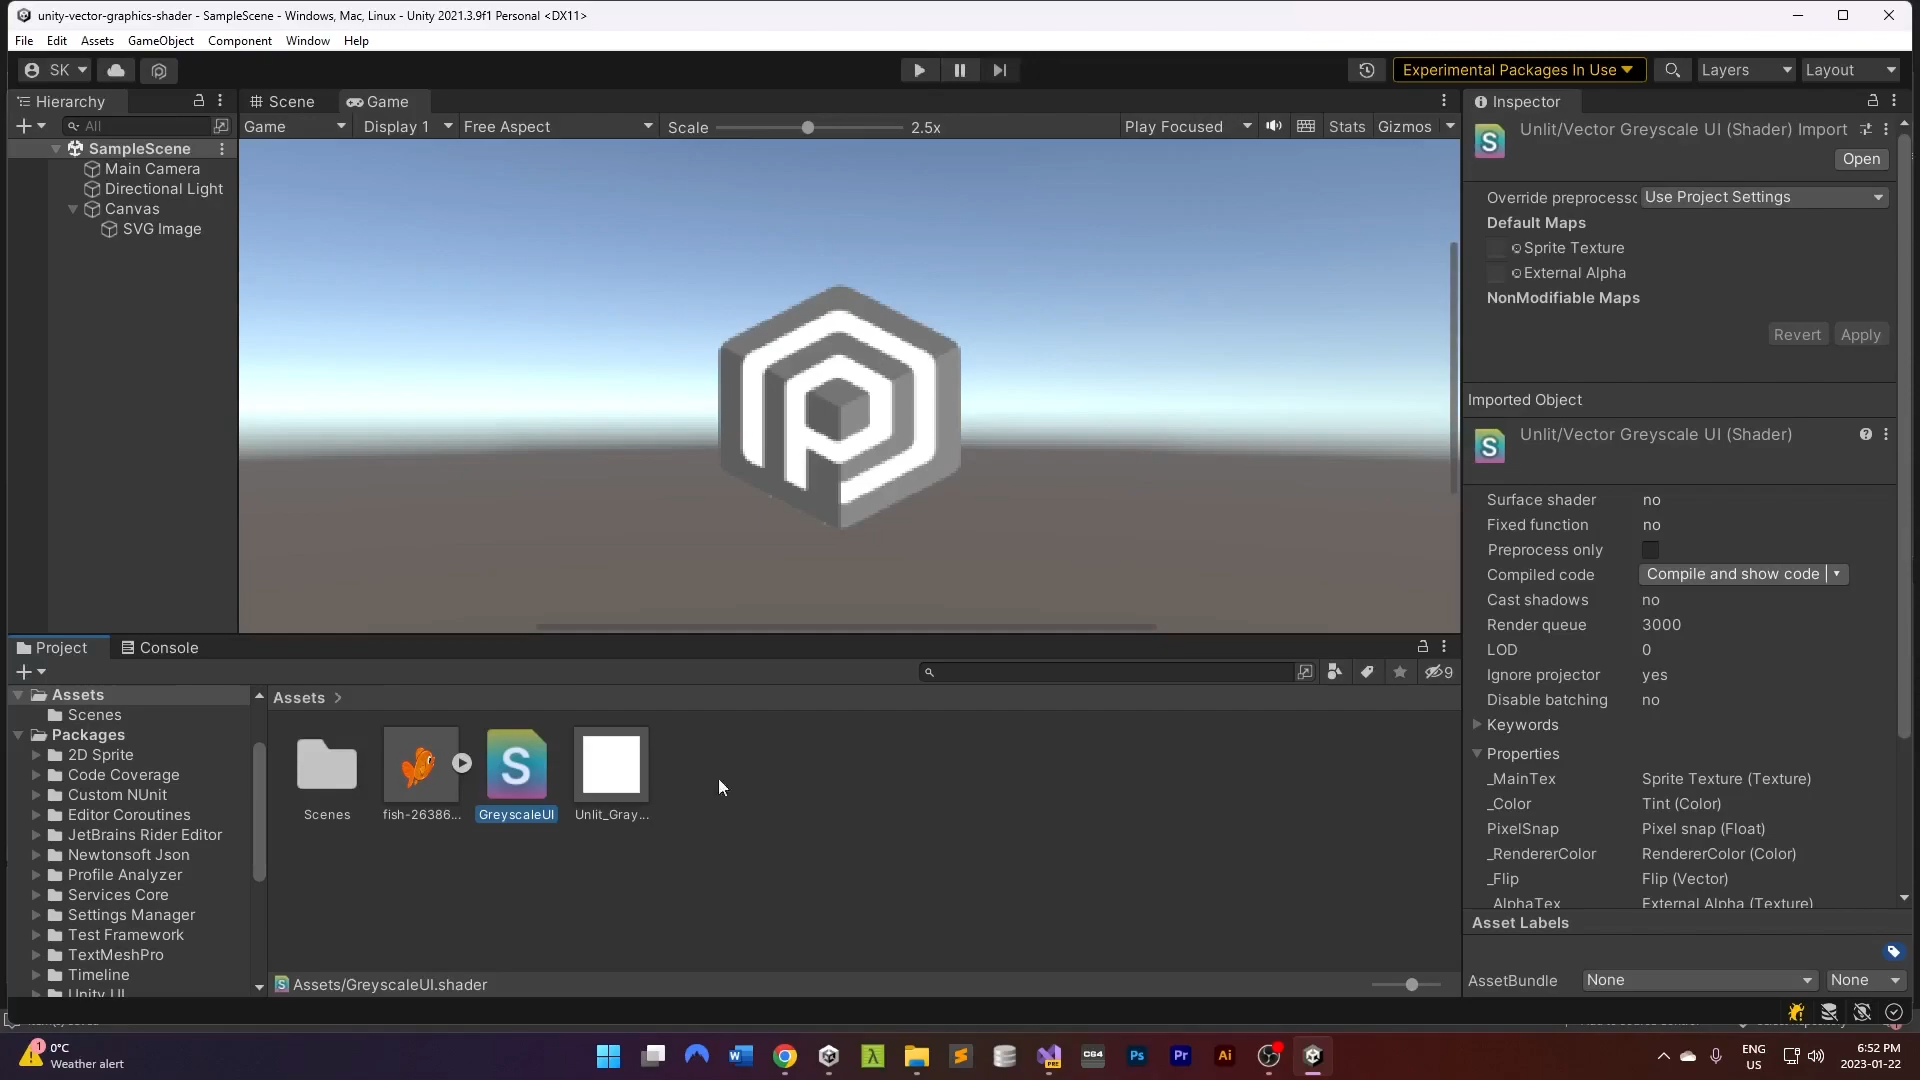 unity-vector-graphics-shader - SampleScene - Windows, Mac, Linux - Unity 2021.3.9f1 Personal <DX11>
File Edit Assets GameObject Component Window Help
SK Experimental Packages In Use Layers Layout
Hierarchy Scene Game Inspector
All Game Display 1 Free Aspect Scale 2.5x Play Focused Stats Gizmos
Unlit/Vector Greyscale UI (Shader) Import
Open
SampleScene
Main Camera
Directional Light
Canvas
SVG Image
Override preprocesso Use Project Settings
Default Maps
Sprite Texture
External Alpha
NonModifiable Maps
Revert Apply
Imported Object
Unlit/Vector Greyscale UI (Shader)
Surface shader no
Fixed function no
Preprocess only
Compiled code Compile and show code
Cast shadows no
Render queue 3000
LOD 0
Ignore projector yes
Disable batching no
Keywords
Properties
_MainTex Sprite Texture (Texture)
_Color Tint (Color)
PixelSnap Pixel snap (Float)
_RendererColor RendererColor (Color)
_Flip Flip (Vector)
_AlphaTex External Alpha (Texture)
Asset Labels
AssetBundle None None
Project Console
9
Assets
Scenes
Packages
2D Sprite
Code Coverage
Custom NUnit
Editor Coroutines
JetBrains Rider Editor
Newtonsoft Json
Profile Analyzer
Services Core
Settings Manager
Test Framework
TextMeshPro
Timeline
Unity UI
Assets >
S
Scenes fish-26386... GreyscaleUI Unlit_Gray...
Assets/GreyscaleUI.shader
1
0°C
Weather alert
W CG4 Ps Pr Ai
ENG
US
6:52 PM
2023-01-22